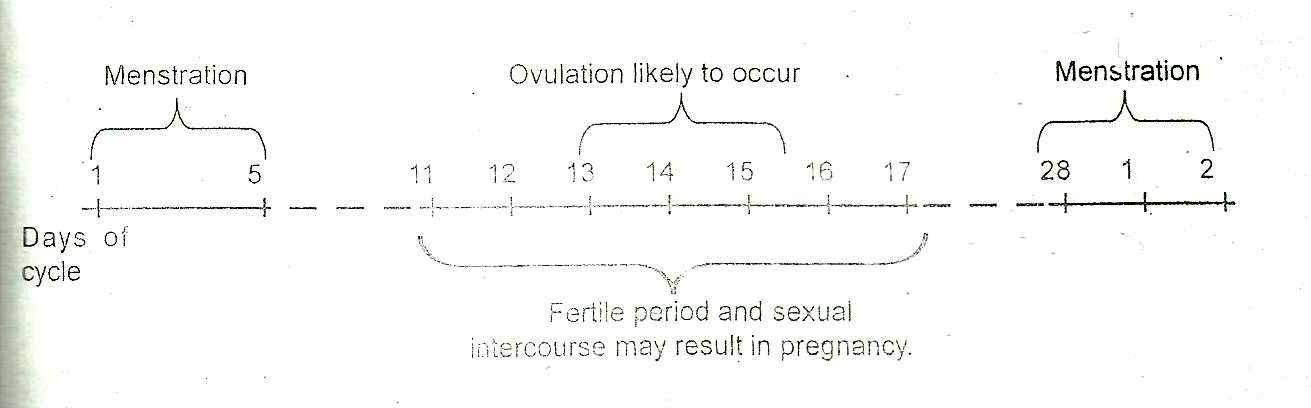 Menstration
Ovulation likely to occur
Menstration
1 5 11 12 13 14 15 16 17 28 1 2
Days of
cycle
Fertile period and sexual
intercourse may result in pregnancy.